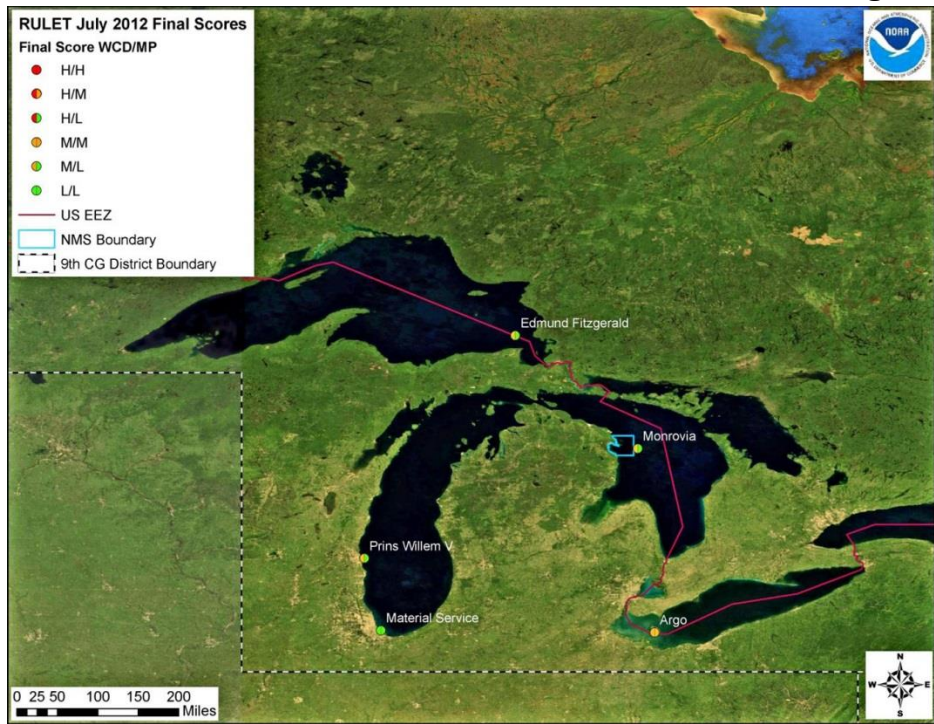 RULET July 2012 Final Scores
Final Score WCD/MP
H/H
H/M
H/L
M/M
M/L
L/L
US EEZ
NMS Boundary
9th CG District Boundary
NOAA
Edmund Fitzgerald
Monrovia
Prins Willem V
Material Service
Argo
0 25 50 100 150 200
Miles
N
W E
S